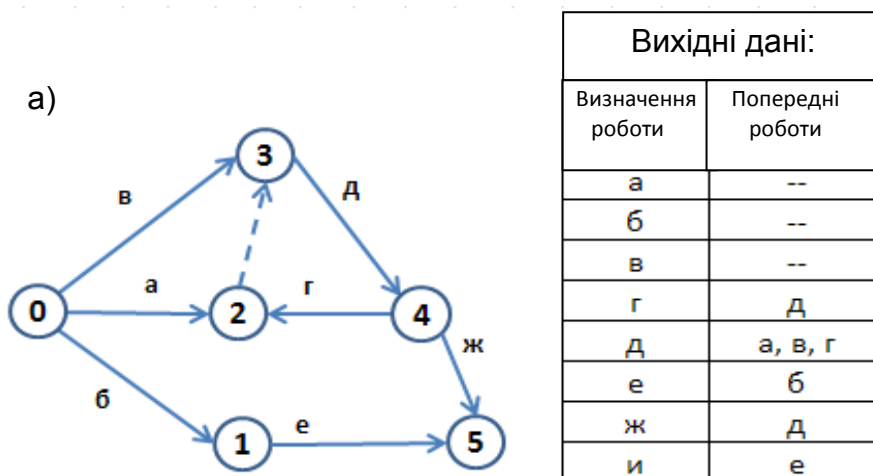 Вихідні дані:
а)
Визначення роботи
Попередні роботи
3
в
д
а
г
0
2
4
ж
б
1
е
5
а --
б --
в --
г д
д а, в, г
е б
ж д
и е